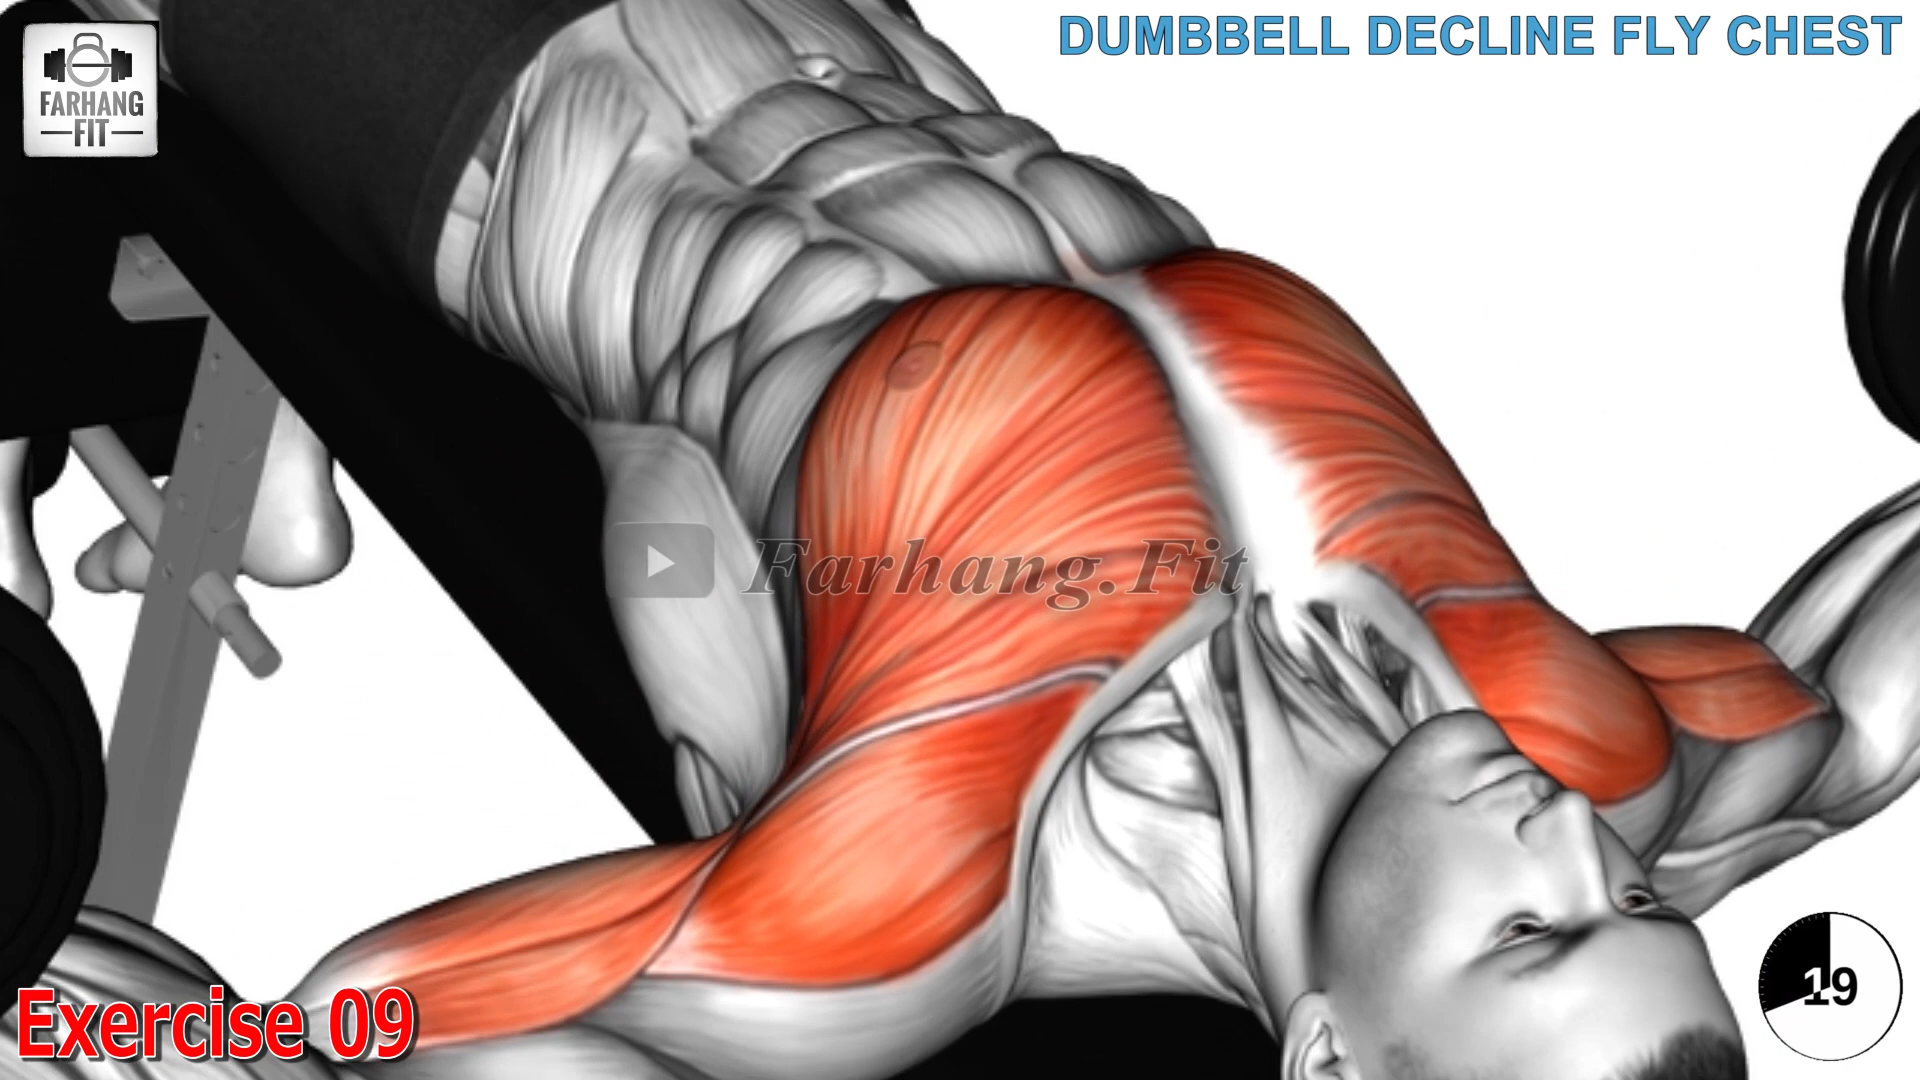 DUMBBELL DECLINE FLY CHEST
FARHANG
FIT
Farhang.Fit
19
Exercise 09